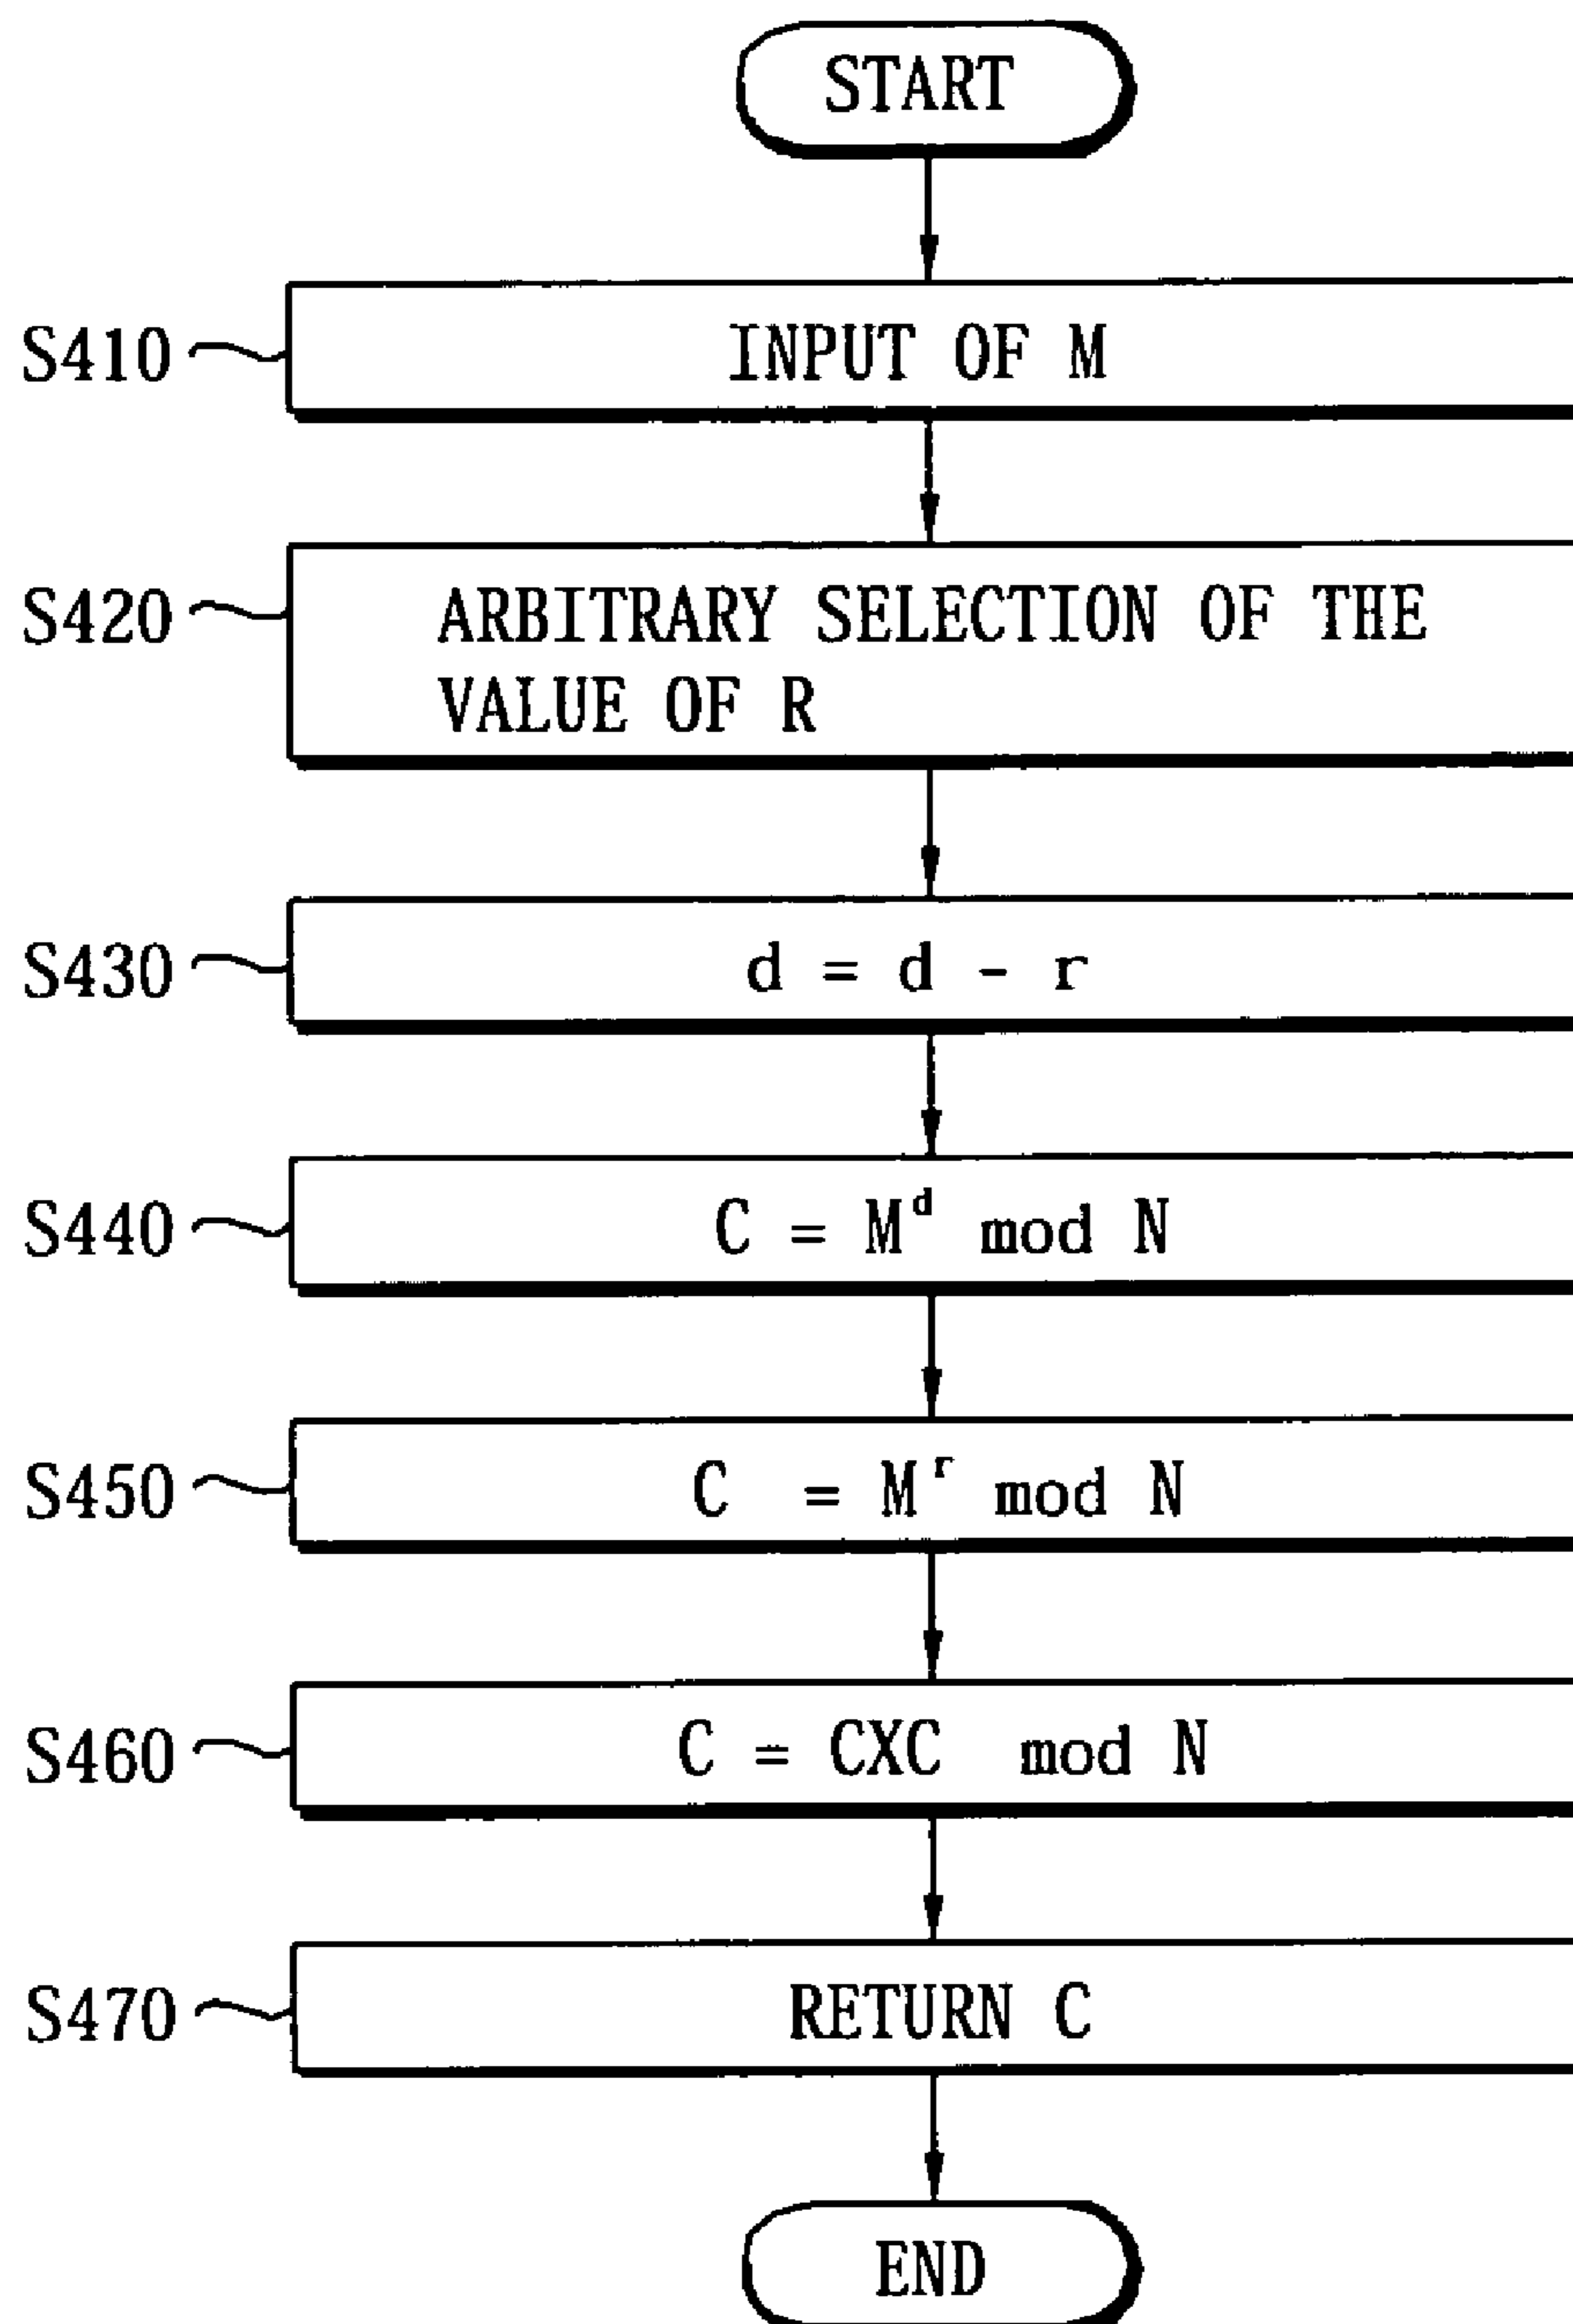 START
S410
INPUT OF M
S420
ARBITRARY SELECTION OF THE
VALUE OF R
S430
d = d - r
S440
C = M^d mod N
S450
C = M^r mod N
S460
C = CXC mod N
S470
RETURN C
END